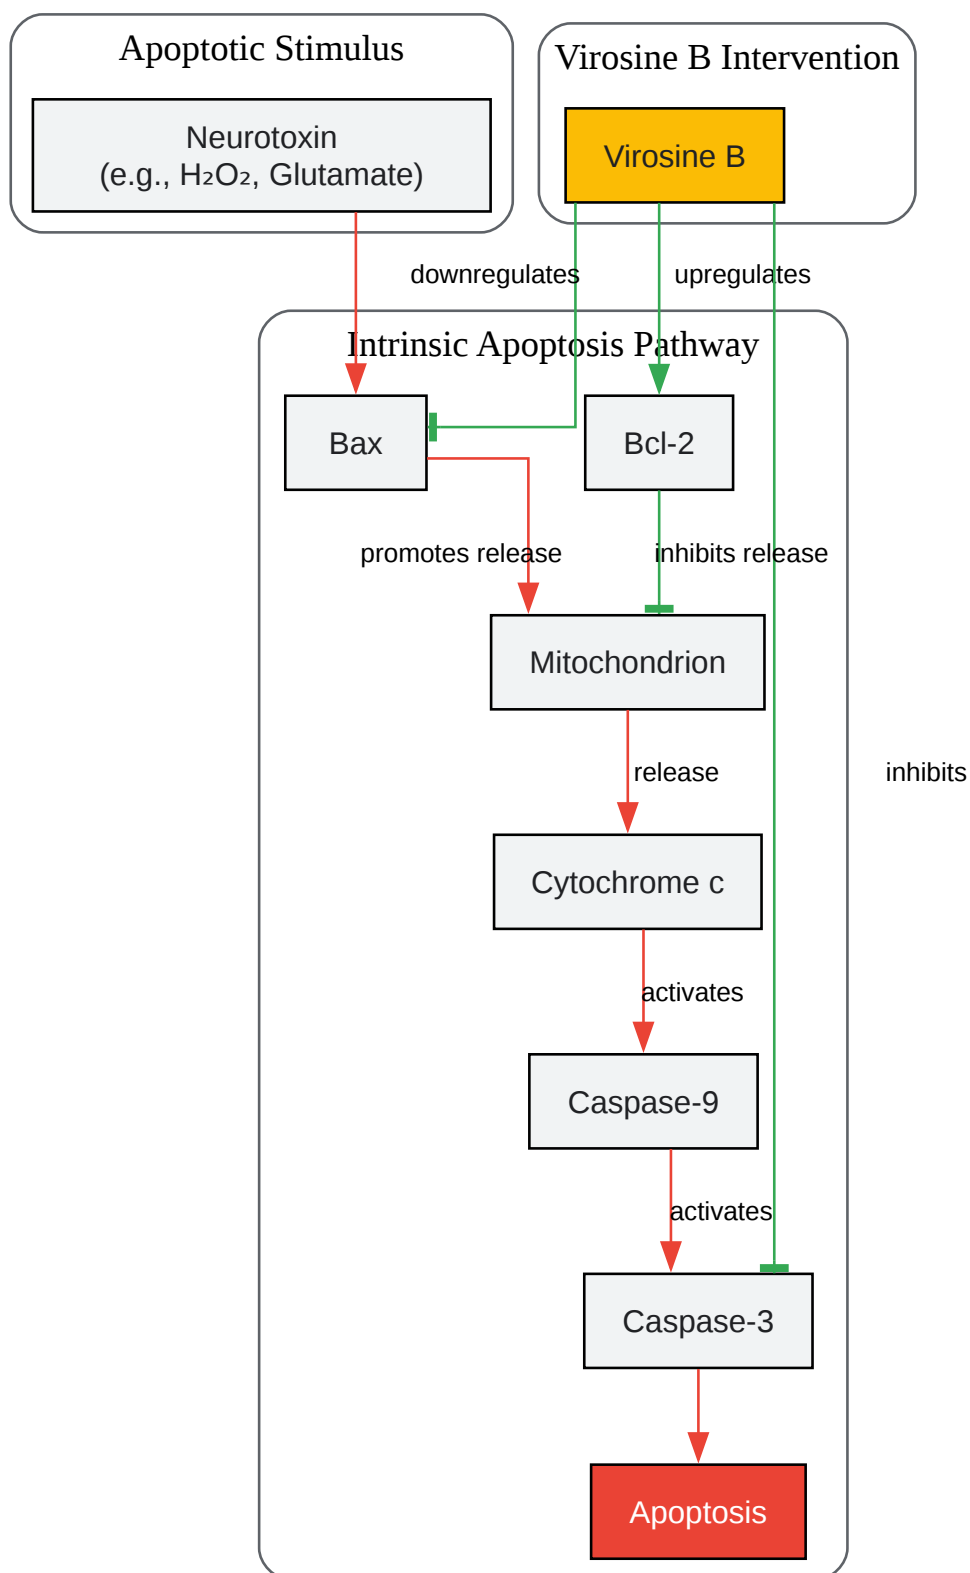 Apoptotic Stimulus
Virosine B Intervention
Neurotoxin
(e.g., H₂O₂, Glutamate)
Virosine B
downregulates
upregulates
Intrinsic Apoptosis Pathway
Bax
Bcl-2
promotes release
inhibits release
Mitochondrion
release
inhibits
Cytochrome c
activates
Caspase-9
activates
Caspase-3
Apoptosis